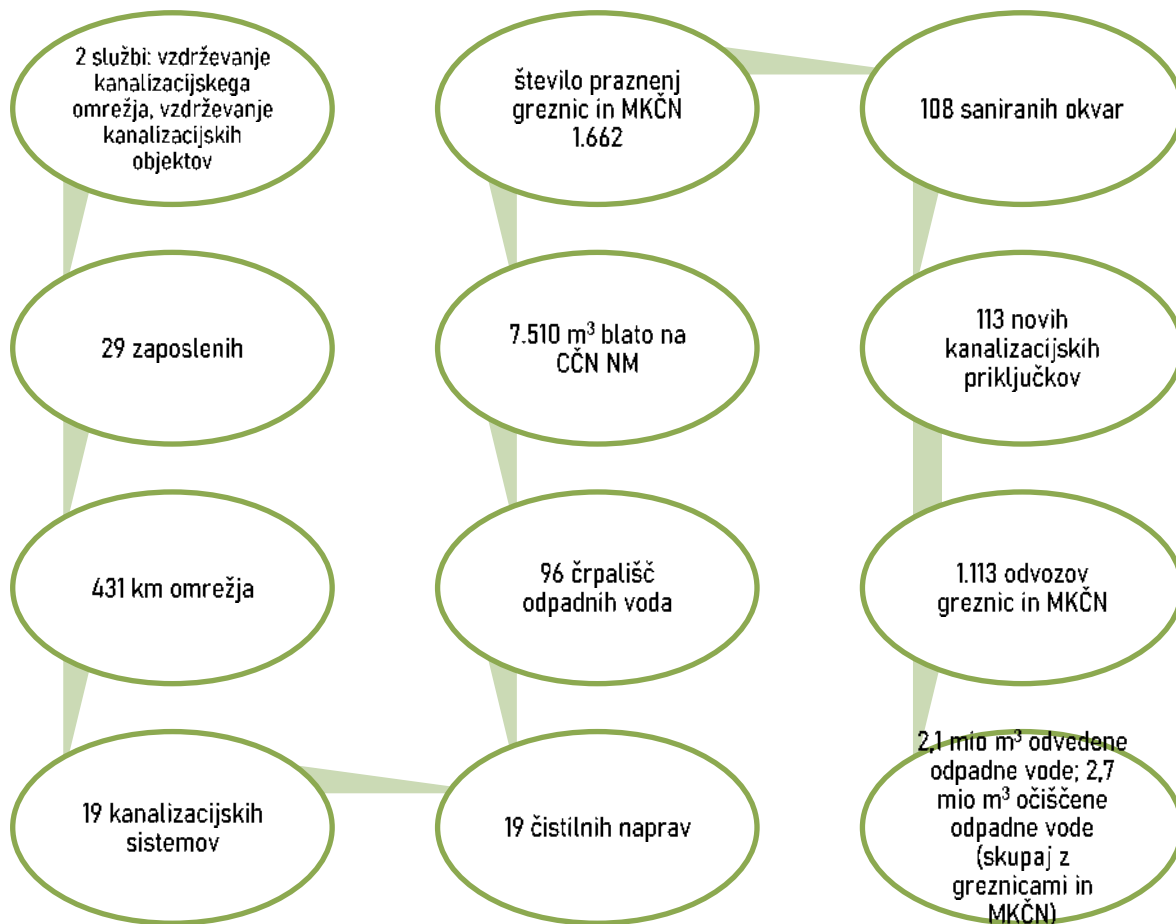 2 službi: vzdrževanje
kanalizacijskega
omrežja, vzdrževanje
kanalizacijskih
objektov
29 zaposlenih
431 km omrežja
19 kanalizacijskih
sistemov
19 čistilnih naprav
96 črpališč
odpadnih voda
7.510 m³ blato na
CČN NM
število praznenj
greznic in MKČN
1.662
108 saniranih okvar
113 novih
kanalizacijskih
priključkov
1.113 odvozov
greznic in MKČN
2,1 mio m³ odvedene
odpadne vode; 2,7
mio m³ očiščene
odpadne vode
(skupaj z
greznicami in
MKČN)